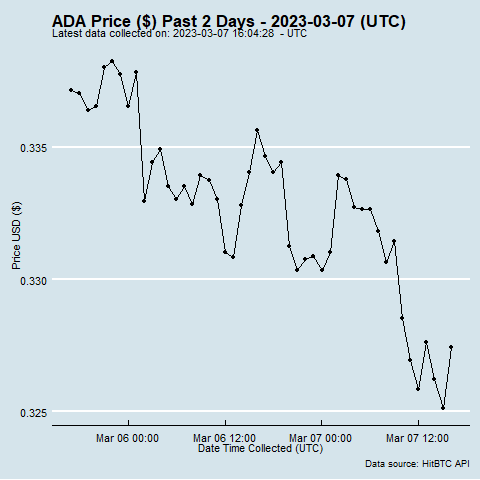 ADA Price ($) Past 2 Days - 2023-03-07 (UTC)
Latest data collected on: 2023-03-07 16:04:28  - UTC
Price USD ($)
0.335
0.330
0.325
Mar 06 00:00 Mar 06 12:00 Mar 07 00:00 Mar 07 12:00
Date Time Collected (UTC)
Data source: HitBTC API